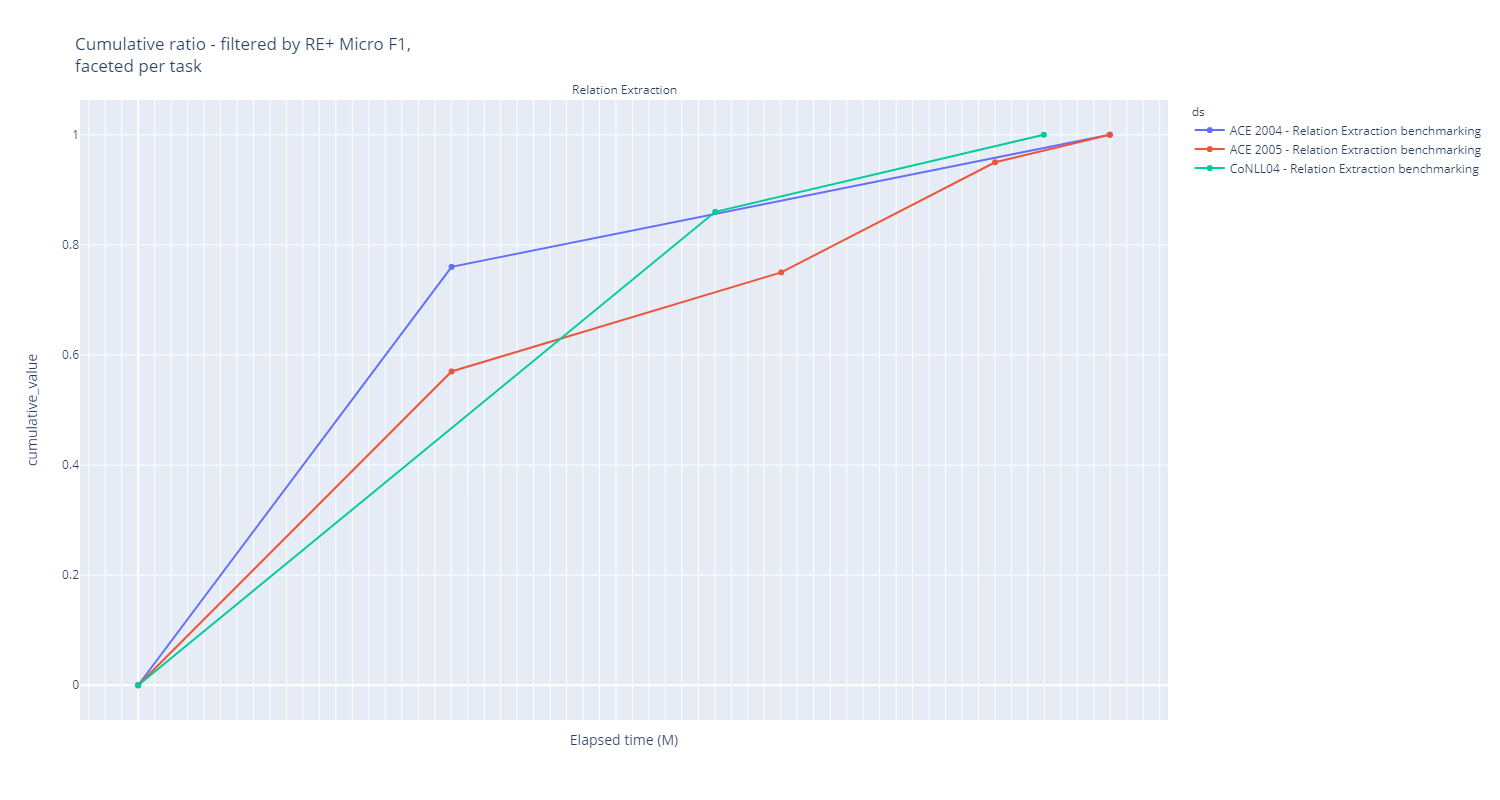 Cumulative ratio - filtered by RE+ Micro F1,
faceted per task
Relation Extraction
ds
ACE 2004 - Relation Extraction benchmarking
ACE 2005 - Relation Extraction benchmarking
CoNLL04 - Relation Extraction benchmarking
1
0.8
0.6
0.4
0.2
0
cumulative_value
Elapsed time (M)